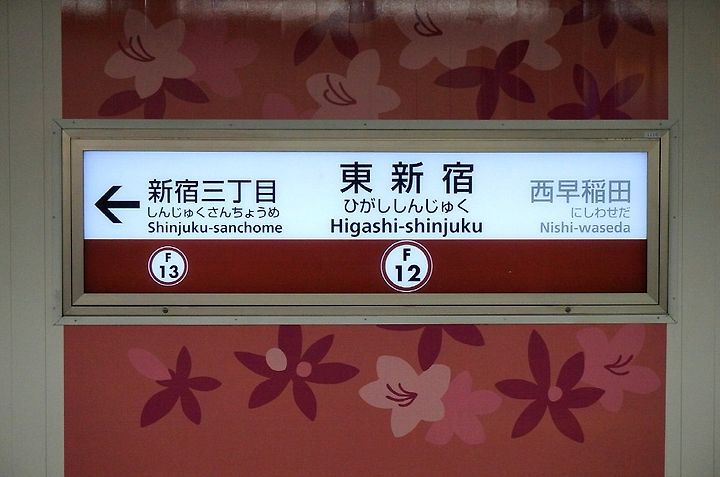 新宿三丁目
しんじゅくさんちょうめ
Shinjuku-sanchome
F
13
東新宿
ひがししんじゅく
Higashi-shinjuku
F
12
西早稲田
にしわせだ
Nishi-waseda